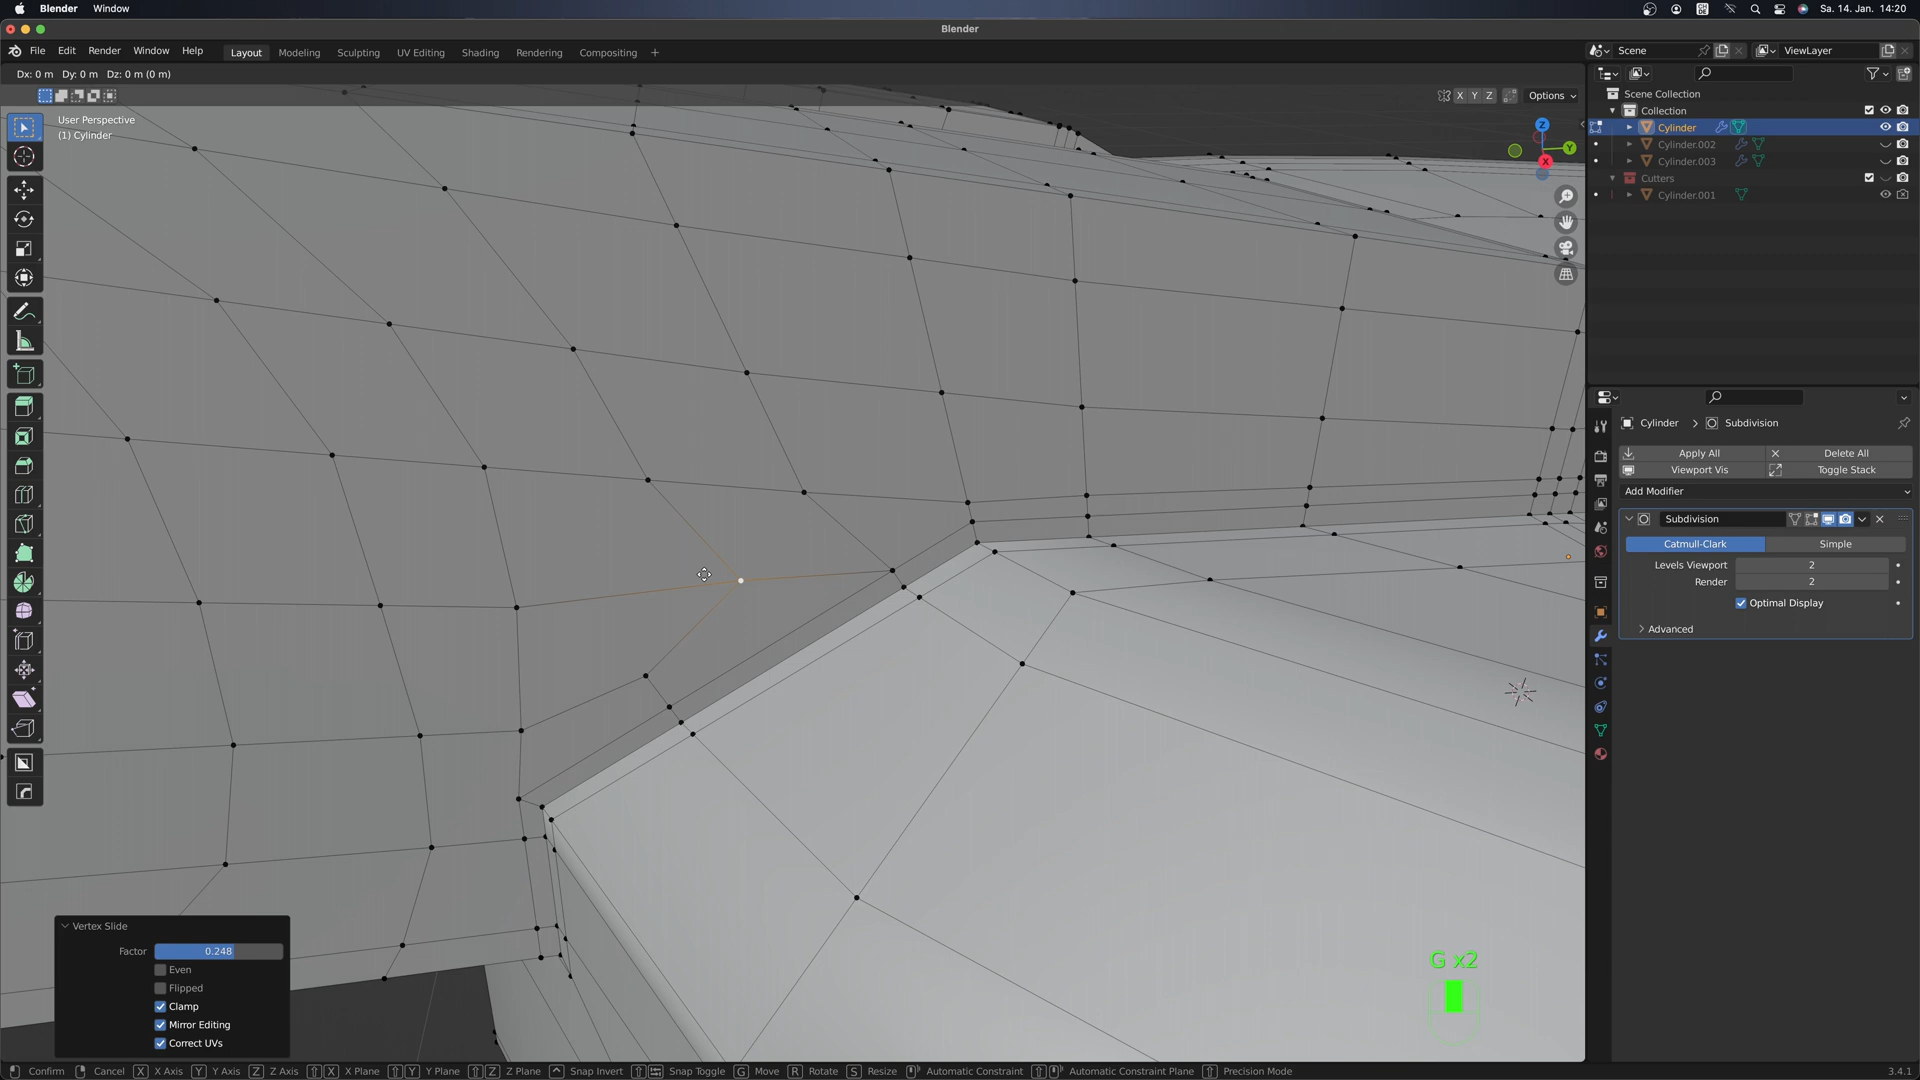 Blender Window Sa. 14. Jan. 14:20
Blender
File Edit Render Window Help Layout Modeling Sculpting UV Editing Shading Rendering Compositing + Scene ViewLayer
Dx: 0 m Dy: 0 m Dz: 0 m (0 m)
X Y Z Options
User Perspective
(1) Cylinder
Z
Y
X
Scene Collection
Collection
Cylinder
Cylinder.002
Cylinder.003
Cutters
Cylinder.001
Cylinder > Subdivision
Apply All Delete All
Viewport Vis Toggle Stack
Add Modifier
Subdivision
Catmull-Clark Simple
Levels Viewport 2
Render 2
Optimal Display
Advanced
Vertex Slide
Factor 0.248
Even
Flipped
Clamp
Mirror Editing
Correct UVs
G x2
Confirm Cancel X X Axis Y Y Axis Z Z Axis X X Plane Y Y Plane Z Z Plane Snap Invert Snap Toggle G Move R Rotate S Resize Automatic Constraint Automatic Constraint Plane Precision Mode 3.4.1